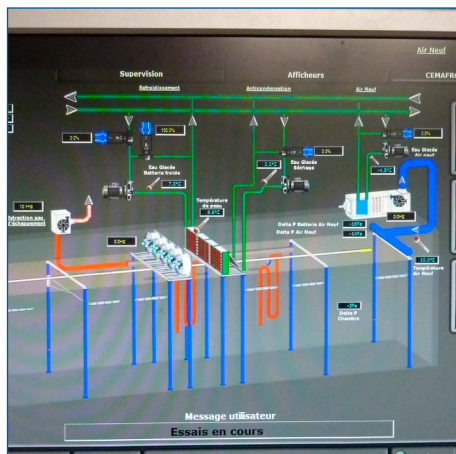 Air Neuf
Supervision
Afficheurs
CEMAFRO
Refroidissement
Anticondensation
Air Neuf
0.0%
100.0%
0.0%
0.0%
Eau Glacée
Batterie froide
7.2°C
Eau Glacée
Séchage
Eau Glacée
Air neuf
Température
de peau
Extraction gaz
d'échappement
0.0Hz
0.0Hz
Delta P Batterie Air Neuf
Delta P Air Neuf
Température
Air Neuf
Delta P
Chambre
Message utilisateur
Essais en cours